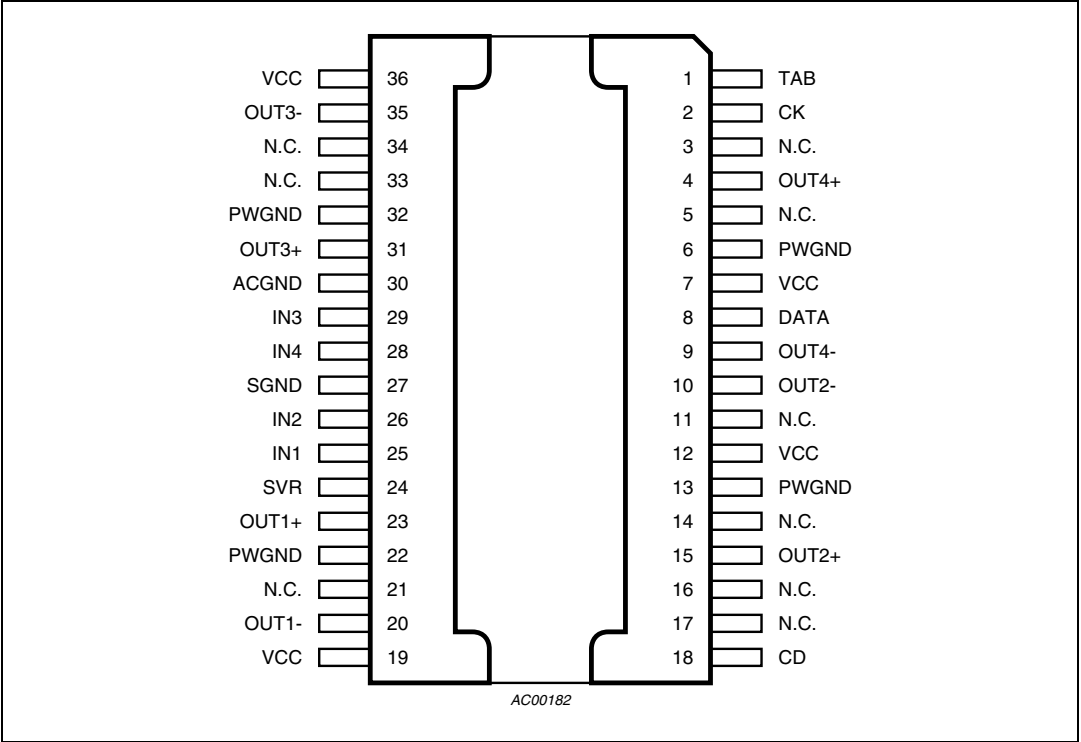 VCC 36 1 TAB
OUT3- 35 2 CK
N.C. 34 3 N.C.
N.C. 33 4 OUT4+
PWGND 32 5 N.C.
OUT3+ 31 6 PWGND
ACGND 30 7 VCC
IN3 29 8 DATA
IN4 28 9 OUT4-
SGND 27 10 OUT2-
IN2 26 11 N.C.
IN1 25 12 VCC
SVR 24 13 PWGND
OUT1+ 23 14 N.C.
PWGND 22 15 OUT2+
N.C. 21 16 N.C.
OUT1- 20 17 N.C.
VCC 19 18 CD
AC00182